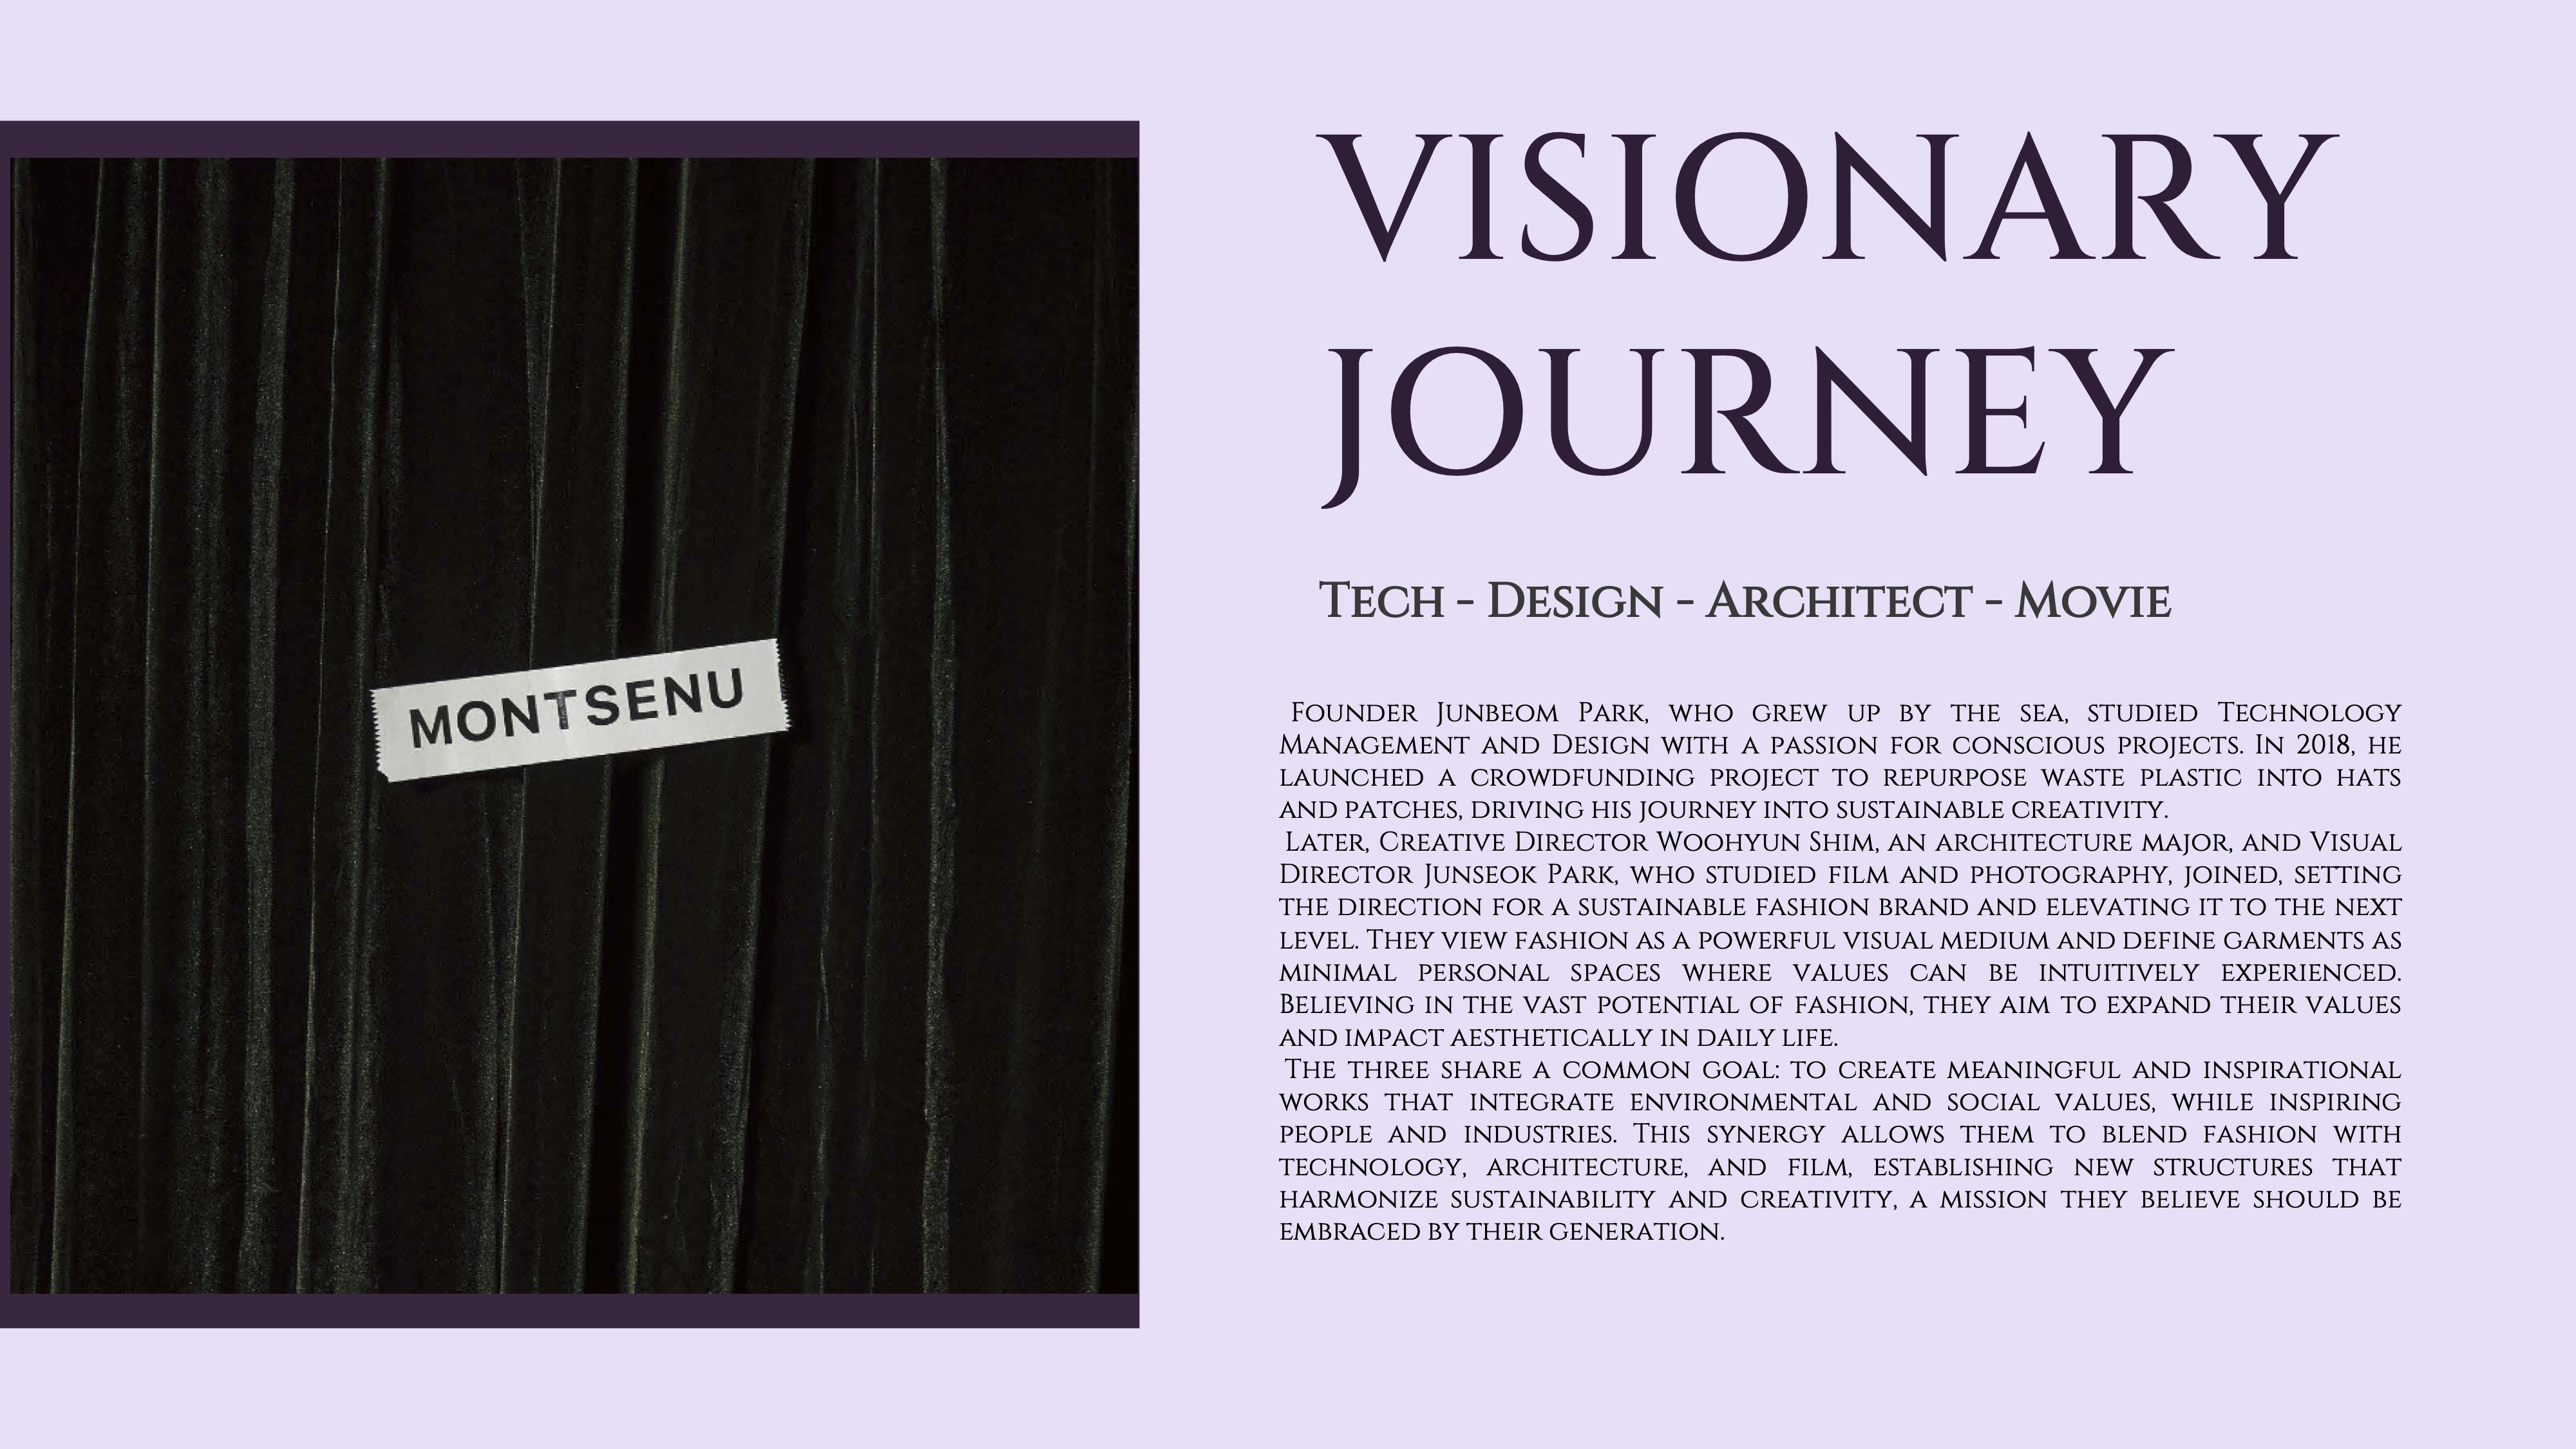 MONTSENU
VISIONARY
JOURNEY
Tech - Design - Architect - Movie
Founder Junbeom Park, who grew up by the sea, studied Technology
Management and Design with a passion for conscious projects. In 2018, he
launched a crowdfunding project to repurpose waste plastic into hats
and patches, driving his journey into sustainable creativity.
Later, Creative Director Woohyun Shim, an architecture major, and Visual
Director Junseok Park, who studied film and photography, joined, setting
the direction for a sustainable fashion brand and elevating it to the next
level. They view fashion as a powerful visual medium and define garments as
minimal personal spaces where values can be intuitively experienced.
Believing in the vast potential of fashion, they aim to expand their values
and impact aesthetically in daily life.
The three share a common goal: to create meaningful and inspirational
works that integrate environmental and social values, while inspiring
people and industries. This synergy allows them to blend fashion with
technology, architecture, and film, establishing new structures that
harmonize sustainability and creativity, a mission they believe should be
embraced by their generation.